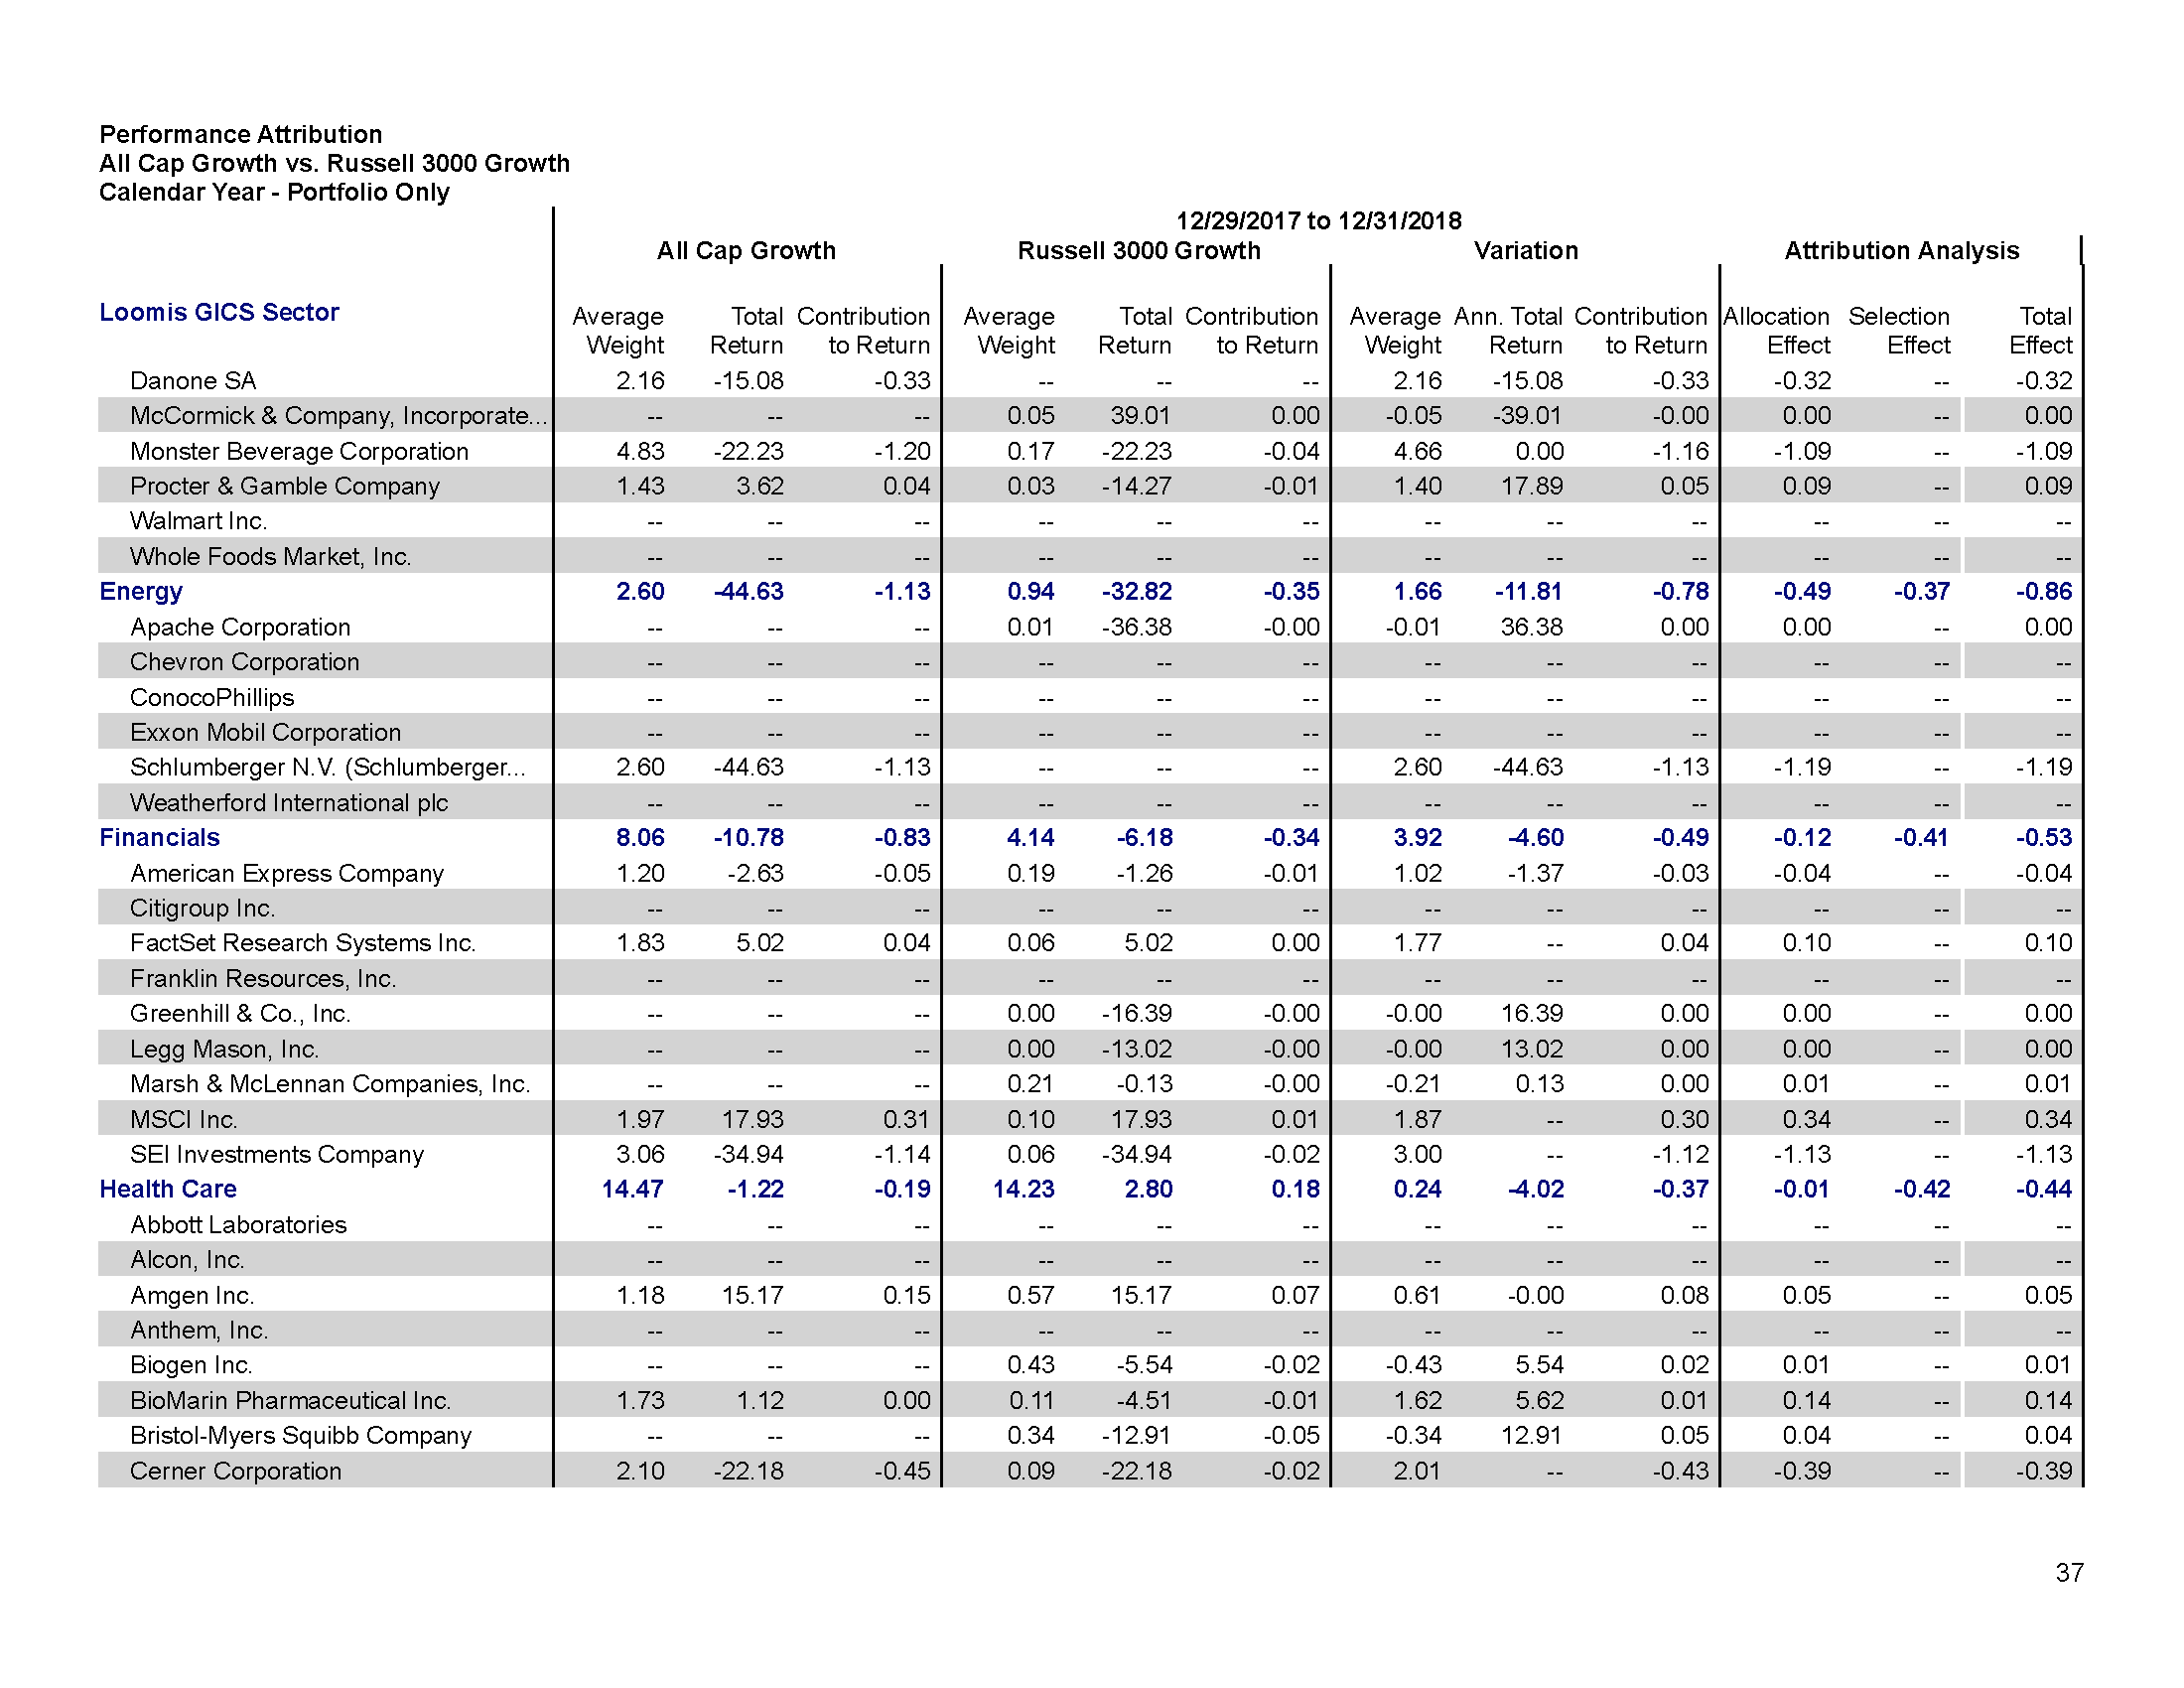 Performance Attribution
All Cap Growth vs. Russell 3000 Growth
Calendar Year - Portfolio Only
12/29/2017 to 12/31/2018
All Cap Growth Russell 3000 Growth Variation Attribution Analysis
Loomis GICS Sector Average Total Contribution Average Total Contribution Average Ann. Total Contribution Allocation Selection Total
Weight Return to Return Weight Return to Return Weight Return to Return Effect Effect Effect
Danone SA 2.16 -15.08 -0.33 -- -- -- 2.16 -15.08 -0.33 -0.32 -- -0.32
McCormick & Company, Incorporate... -- -- -- 0.05 39.01 0.00 -0.05 -39.01 -0.00 0.00 -- 0.00
Monster Beverage Corporation 4.83 -22.23 -1.20 0.17 -22.23 -0.04 4.66 0.00 -1.16 -1.09 -- -1.09
Procter & Gamble Company 1.43 3.62 0.04 0.03 -14.27 -0.01 1.40 17.89 0.05 0.09 -- 0.09
Walmart Inc. -- -- -- -- -- -- -- -- -- -- -- --
Whole Foods Market, Inc. -- -- -- -- -- -- -- -- -- -- -- --
Energy 2.60 -44.63 -1.13 0.94 -32.82 -0.35 1.66 -11.81 -0.78 -0.49 -0.37 -0.86
Apache Corporation -- -- -- 0.01 -36.38 -0.00 -0.01 36.38 0.00 0.00 -- 0.00
Chevron Corporation -- -- -- -- -- -- -- -- -- -- -- --
ConocoPhillips -- -- -- -- -- -- -- -- -- -- -- --
Exxon Mobil Corporation -- -- -- -- -- -- -- -- -- -- -- --
Schlumberger N.V. (Schlumberger... 2.60 -44.63 -1.13 -- -- -- 2.60 -44.63 -1.13 -1.19 -- -1.19
Weatherford International plc -- -- -- -- -- -- -- -- -- -- -- --
Financials 8.06 -10.78 -0.83 4.14 -6.18 -0.34 3.92 -4.60 -0.49 -0.12 -0.41 -0.53
American Express Company 1.20 -2.63 -0.05 0.19 -1.26 -0.01 1.02 -1.37 -0.03 -0.04 -- -0.04
Citigroup Inc. -- -- -- -- -- -- -- -- -- -- -- --
FactSet Research Systems Inc. 1.83 5.02 0.04 0.06 5.02 0.00 1.77 -- 0.04 0.10 -- 0.10
Franklin Resources, Inc. -- -- -- -- -- -- -- -- -- -- -- --
Greenhill & Co., Inc. -- -- -- 0.00 -16.39 -0.00 -0.00 16.39 0.00 0.00 -- 0.00
Legg Mason, Inc. -- -- -- 0.00 -13.02 -0.00 -0.00 13.02 0.00 0.00 -- 0.00
Marsh & McLennan Companies, Inc. -- -- -- 0.21 -0.13 -0.00 -0.21 0.13 0.00 0.01 -- 0.01
MSCI Inc. 1.97 17.93 0.31 0.10 17.93 0.01 1.87 -- 0.30 0.34 -- 0.34
SEI Investments Company 3.06 -34.94 -1.14 0.06 -34.94 -0.02 3.00 -- -1.12 -1.13 -- -1.13
Health Care 14.47 -1.22 -0.19 14.23 2.80 0.18 0.24 -4.02 -0.37 -0.01 -0.42 -0.44
Abbott Laboratories -- -- -- -- -- -- -- -- -- -- -- --
Alcon, Inc. -- -- -- -- -- -- -- -- -- -- -- --
Amgen Inc. 1.18 15.17 0.15 0.57 15.17 0.07 0.61 -0.00 0.08 0.05 -- 0.05
Anthem, Inc. -- -- -- -- -- -- -- -- -- -- -- --
Biogen Inc. -- -- -- 0.43 -5.54 -0.02 -0.43 5.54 0.02 0.01 -- 0.01
BioMarin Pharmaceutical Inc. 1.73 1.12 0.00 0.11 -4.51 -0.01 1.62 5.62 0.01 0.14 -- 0.14
Bristol-Myers Squibb Company -- -- -- 0.34 -12.91 -0.05 -0.34 12.91 0.05 0.04 -- 0.04
Cerner Corporation 2.10 -22.18 -0.45 0.09 -22.18 -0.02 2.01 -- -0.43 -0.39 -- -0.39
37